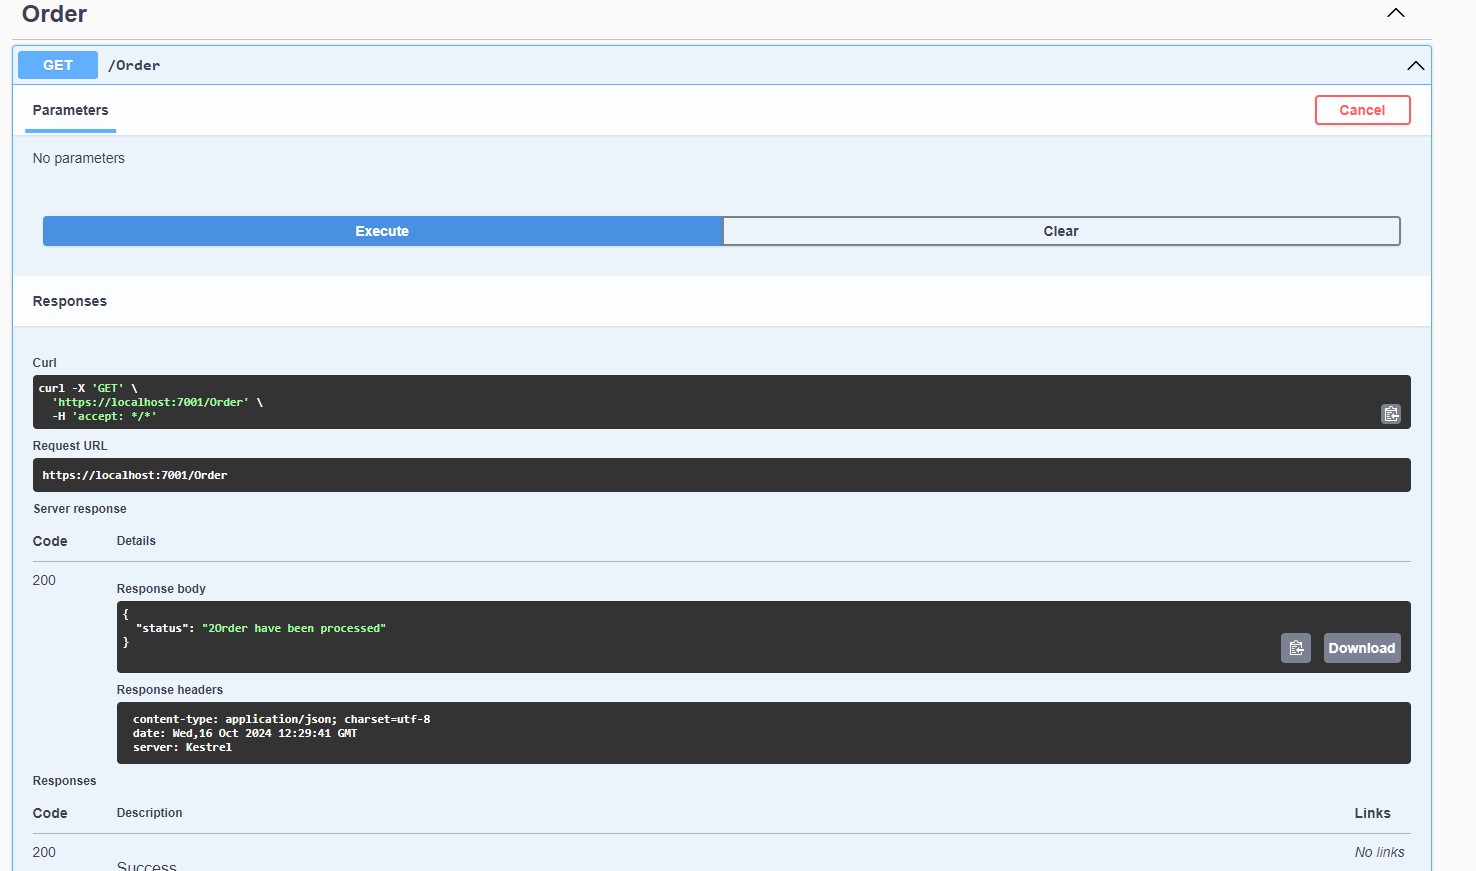 Order
GET /Order
Parameters Cancel
No parameters
Execute Clear
Responses
Curl
curl -X 'GET' \
'https://localhost:7001/Order' \
-H 'accept: */*'
Request URL
https://localhost:7001/Order
Server response
Code Details
200
Response body
{
"status": "2Order have been processed"
}
Download
Response headers
content-type: application/json; charset=utf-8
date: Wed,16 Oct 2024 12:29:41 GMT
server: Kestrel
Responses
Code Description Links
200 No links
Success